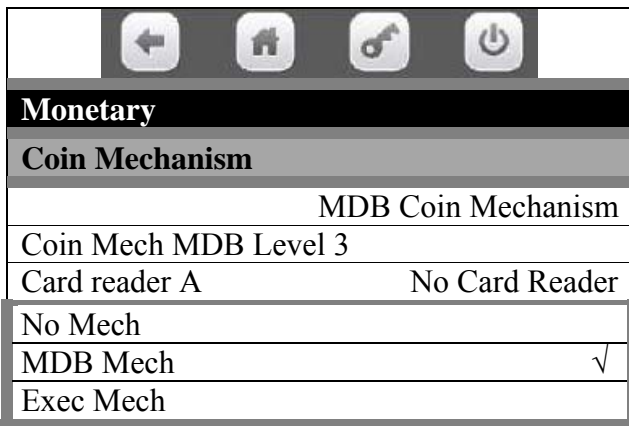 Monetary
Coin Mechanism
MDB Coin Mechanism
Coin Mech MDB Level 3
Card reader A No Card Reader
No Mech
MDB Mech √
Exec Mech